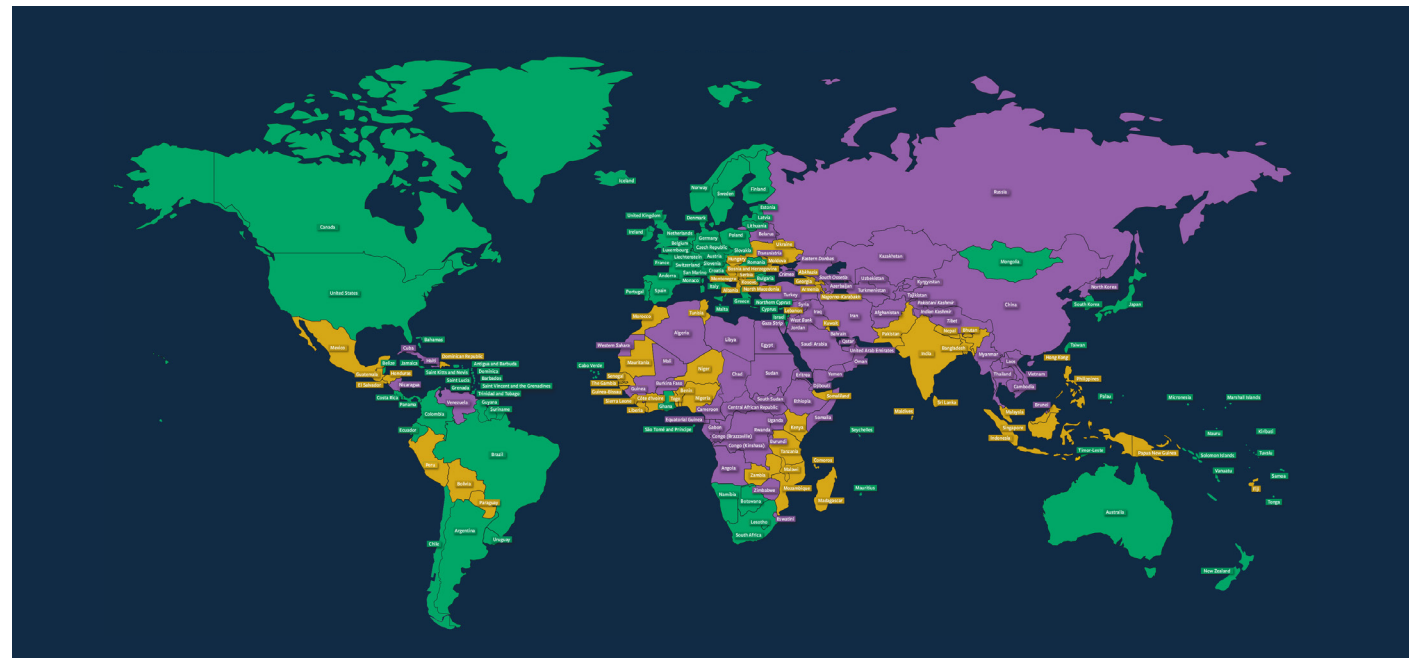 Iceland
Norway
Sweden
Finland
Russia
Estonia
Latvia
Lithuania
United Kingdom
Denmark
Ireland
Netherlands
Germany
Poland
Belarus
Belgium
Czech Republic
Ukraine
Luxembourg
Slovakia
Transnistria
Liechtenstein
Austria
Hungary
Moldova
Eastern Donbas
France
Switzerland
Slovenia
Romania
San Marino
Croatia
Bosnia and Herzegovina
Andorra
Monaco
Serbia
Bulgaria
Crimea
Abkhazia
South Ossetia
Montenegro
Kosovo
Georgia
Portugal
Spain
Italy
Albania
North Macedonia
Armenia
Azerbaijan
Greece
Turkey
Nagorno-Karabakh
Malta
Northern Cyprus
Cyprus
Syria
Lebanon
Israel
Iraq
Iran
West Bank
Gaza Strip
Jordan
Kuwait
Bahrain
Qatar
Saudi Arabia
United Arab Emirates
Oman
Yemen
Kazakhstan
Uzbekistan
Kyrgyzstan
Turkmenistan
Tajikistan
Afghanistan
Pakistani Kashmir
Indian Kashmir
Tibet
Pakistan
Nepal
Bhutan
India
Bangladesh
Mongolia
China
North Korea
South Korea
Japan
Taiwan
Hong Kong
Myanmar
Laos
Vietnam
Thailand
Cambodia
Philippines
Sri Lanka
Maldives
Brunei
Malaysia
Singapore
Indonesia
Timor-Leste
Papua New Guinea
Palau
Micronesia
Marshall Islands
Nauru
Kiribati
Solomon Islands
Tuvalu
Vanuatu
Samoa
Fiji
Tonga
Australia
New Zealand
Canada
United States
Mexico
Bahamas
Cuba
Haiti
Dominican Republic
Belize
Jamaica
Antigua and Barbuda
Guatemala
Honduras
Saint Kitts and Nevis
Dominica
El Salvador
Nicaragua
Saint Lucia
Barbados
Grenada
Saint Vincent and the Grenadines
Costa Rica
Trinidad and Tobago
Panama
Venezuela
Guyana
Colombia
Suriname
Ecuador
Peru
Brazil
Bolivia
Paraguay
Chile
Argentina
Uruguay
Morocco
Tunisia
Algeria
Libya
Egypt
Western Sahara
Mauritania
Mali
Niger
Chad
Sudan
Eritrea
Cabo Verde
Senegal
The Gambia
Guinea-Bissau
Guinea
Burkina Faso
Benin
Djibouti
Somaliland
Sierra Leone
Côte d'Ivoire
Togo
Nigeria
South Sudan
Ethiopia
Liberia
Ghana
Cameroon
Central African Republic
Somalia
Equatorial Guinea
Uganda
São Tomé and Príncipe
Gabon
Rwanda
Kenya
Congo (Brazzaville)
Burundi
Congo (Kinshasa)
Tanzania
Seychelles
Comoros
Angola
Zambia
Malawi
Mozambique
Mauritius
Zimbabwe
Madagascar
Namibia
Botswana
Eswatini
Lesotho
South Africa